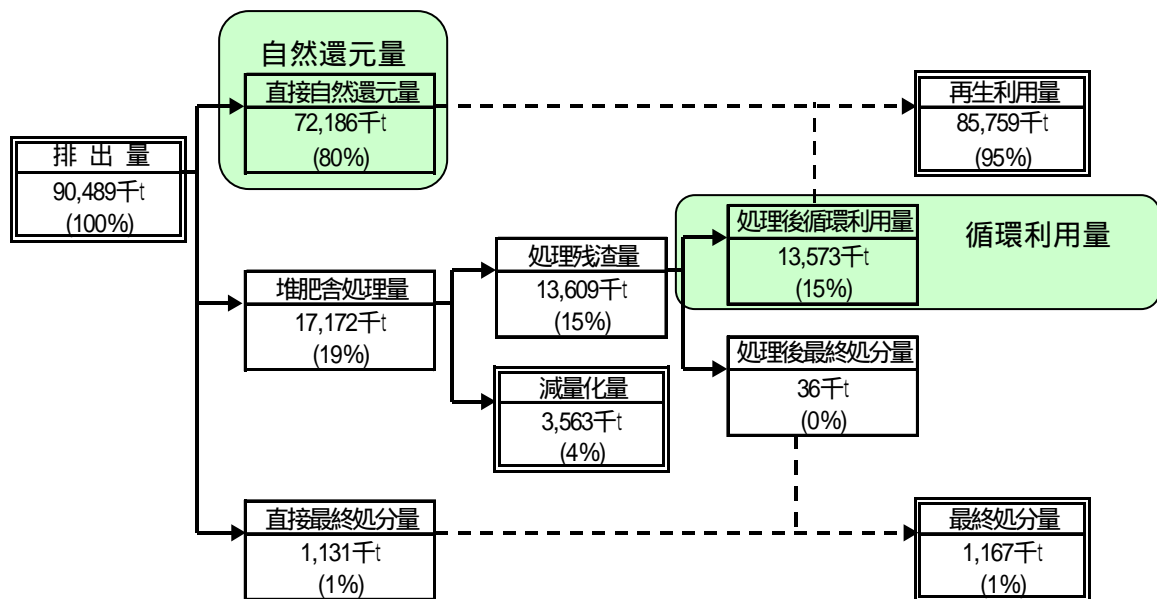 自然還元量
直接自然還元量
72,186千t
(80%)
再生利用量
85,759千t
(95%)
排出量
90,489千t
(100%)
処理後循環利用量
13,573千t
(15%)
循環利用量
処理残渣量
13,609千t
(15%)
堆肥舎処理量
17,172千t
(19%)
処理後最終処分量
36千t
(0%)
減量化量
3,563千t
(4%)
直接最終処分量
1,131千t
(1%)
最終処分量
1,167千t
(1%)